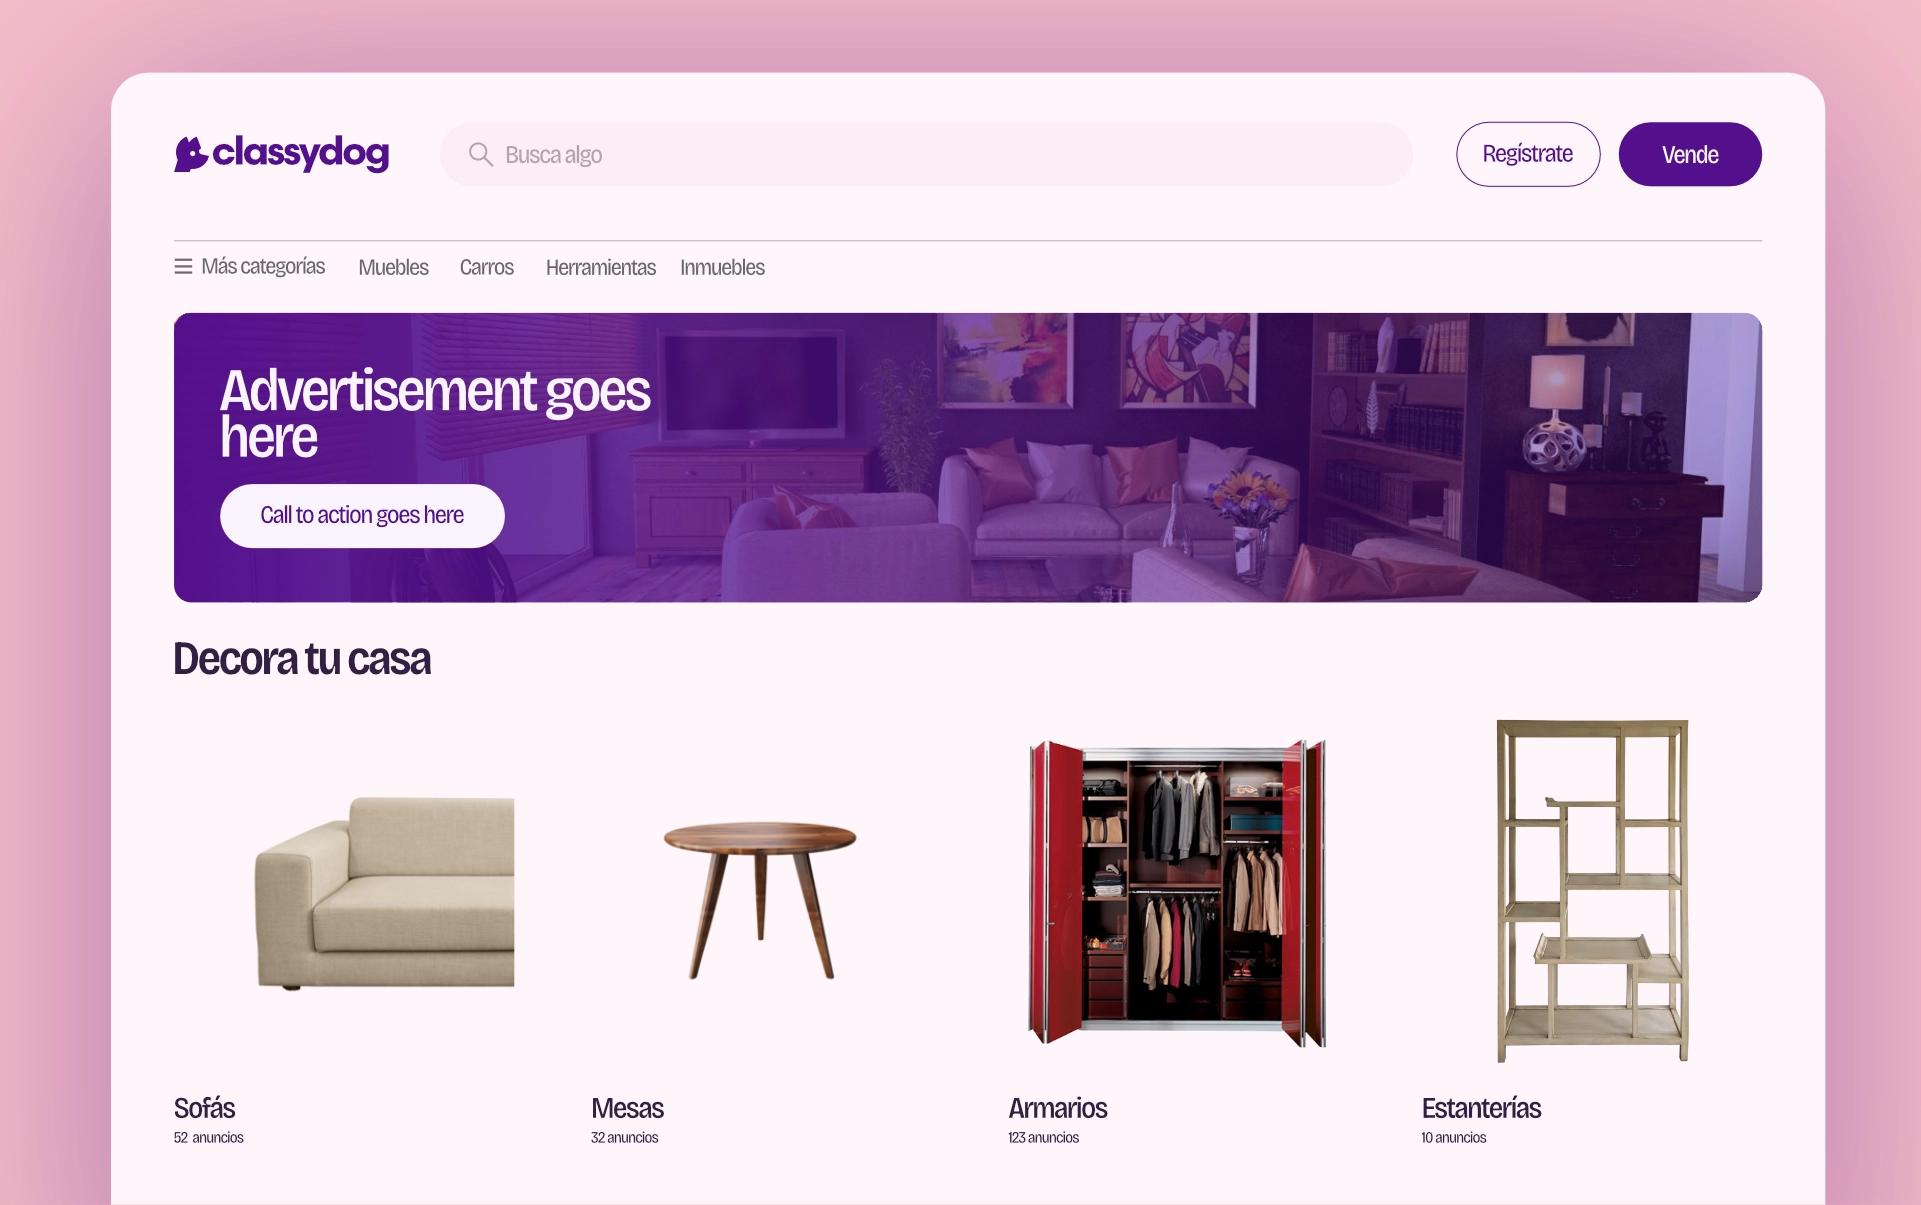 classydog
Busca algo
Regístrate
Vende
Más categorías
Muebles
Carros
Herramientas
Inmuebles
Advertisement goes
here
Call to action goes here
Decora tu casa
Sofás
52 anuncios
Mesas
32 anuncios
Armarios
123 anuncios
Estanterías
10 anuncios